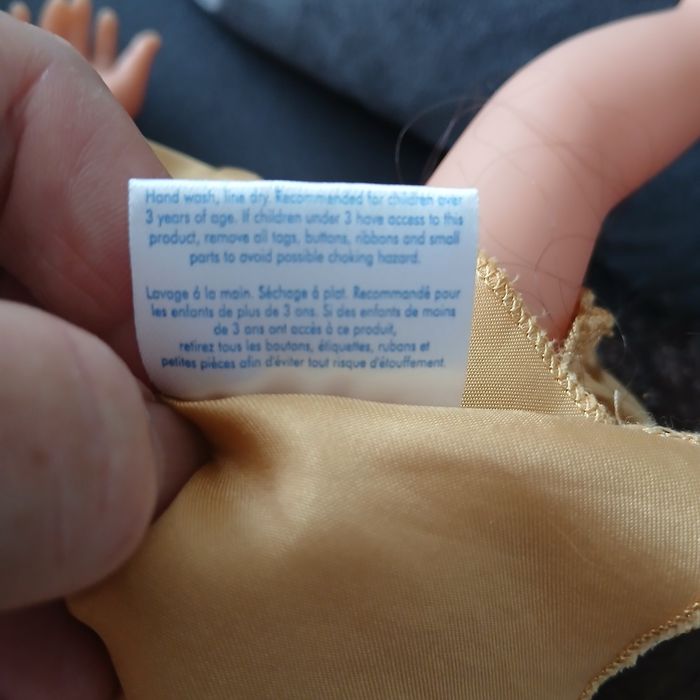 Hand wash, line dry. Recommended for children over
3 years of age. If children under 3 have access to this
product, remove all tags, buttons, ribbons and small
parts to avoid possible choking hazard.
Lavage á la main. Séchage á plat. Recommandé pour
les enfants de plus de 3 ans. Si des enfants de moins
de 3 ans ont accès à ce produit,
retirez tous les boutons, étiquettes, rubans et
petites pièces afin d'éviter tout risque d'étouffement.